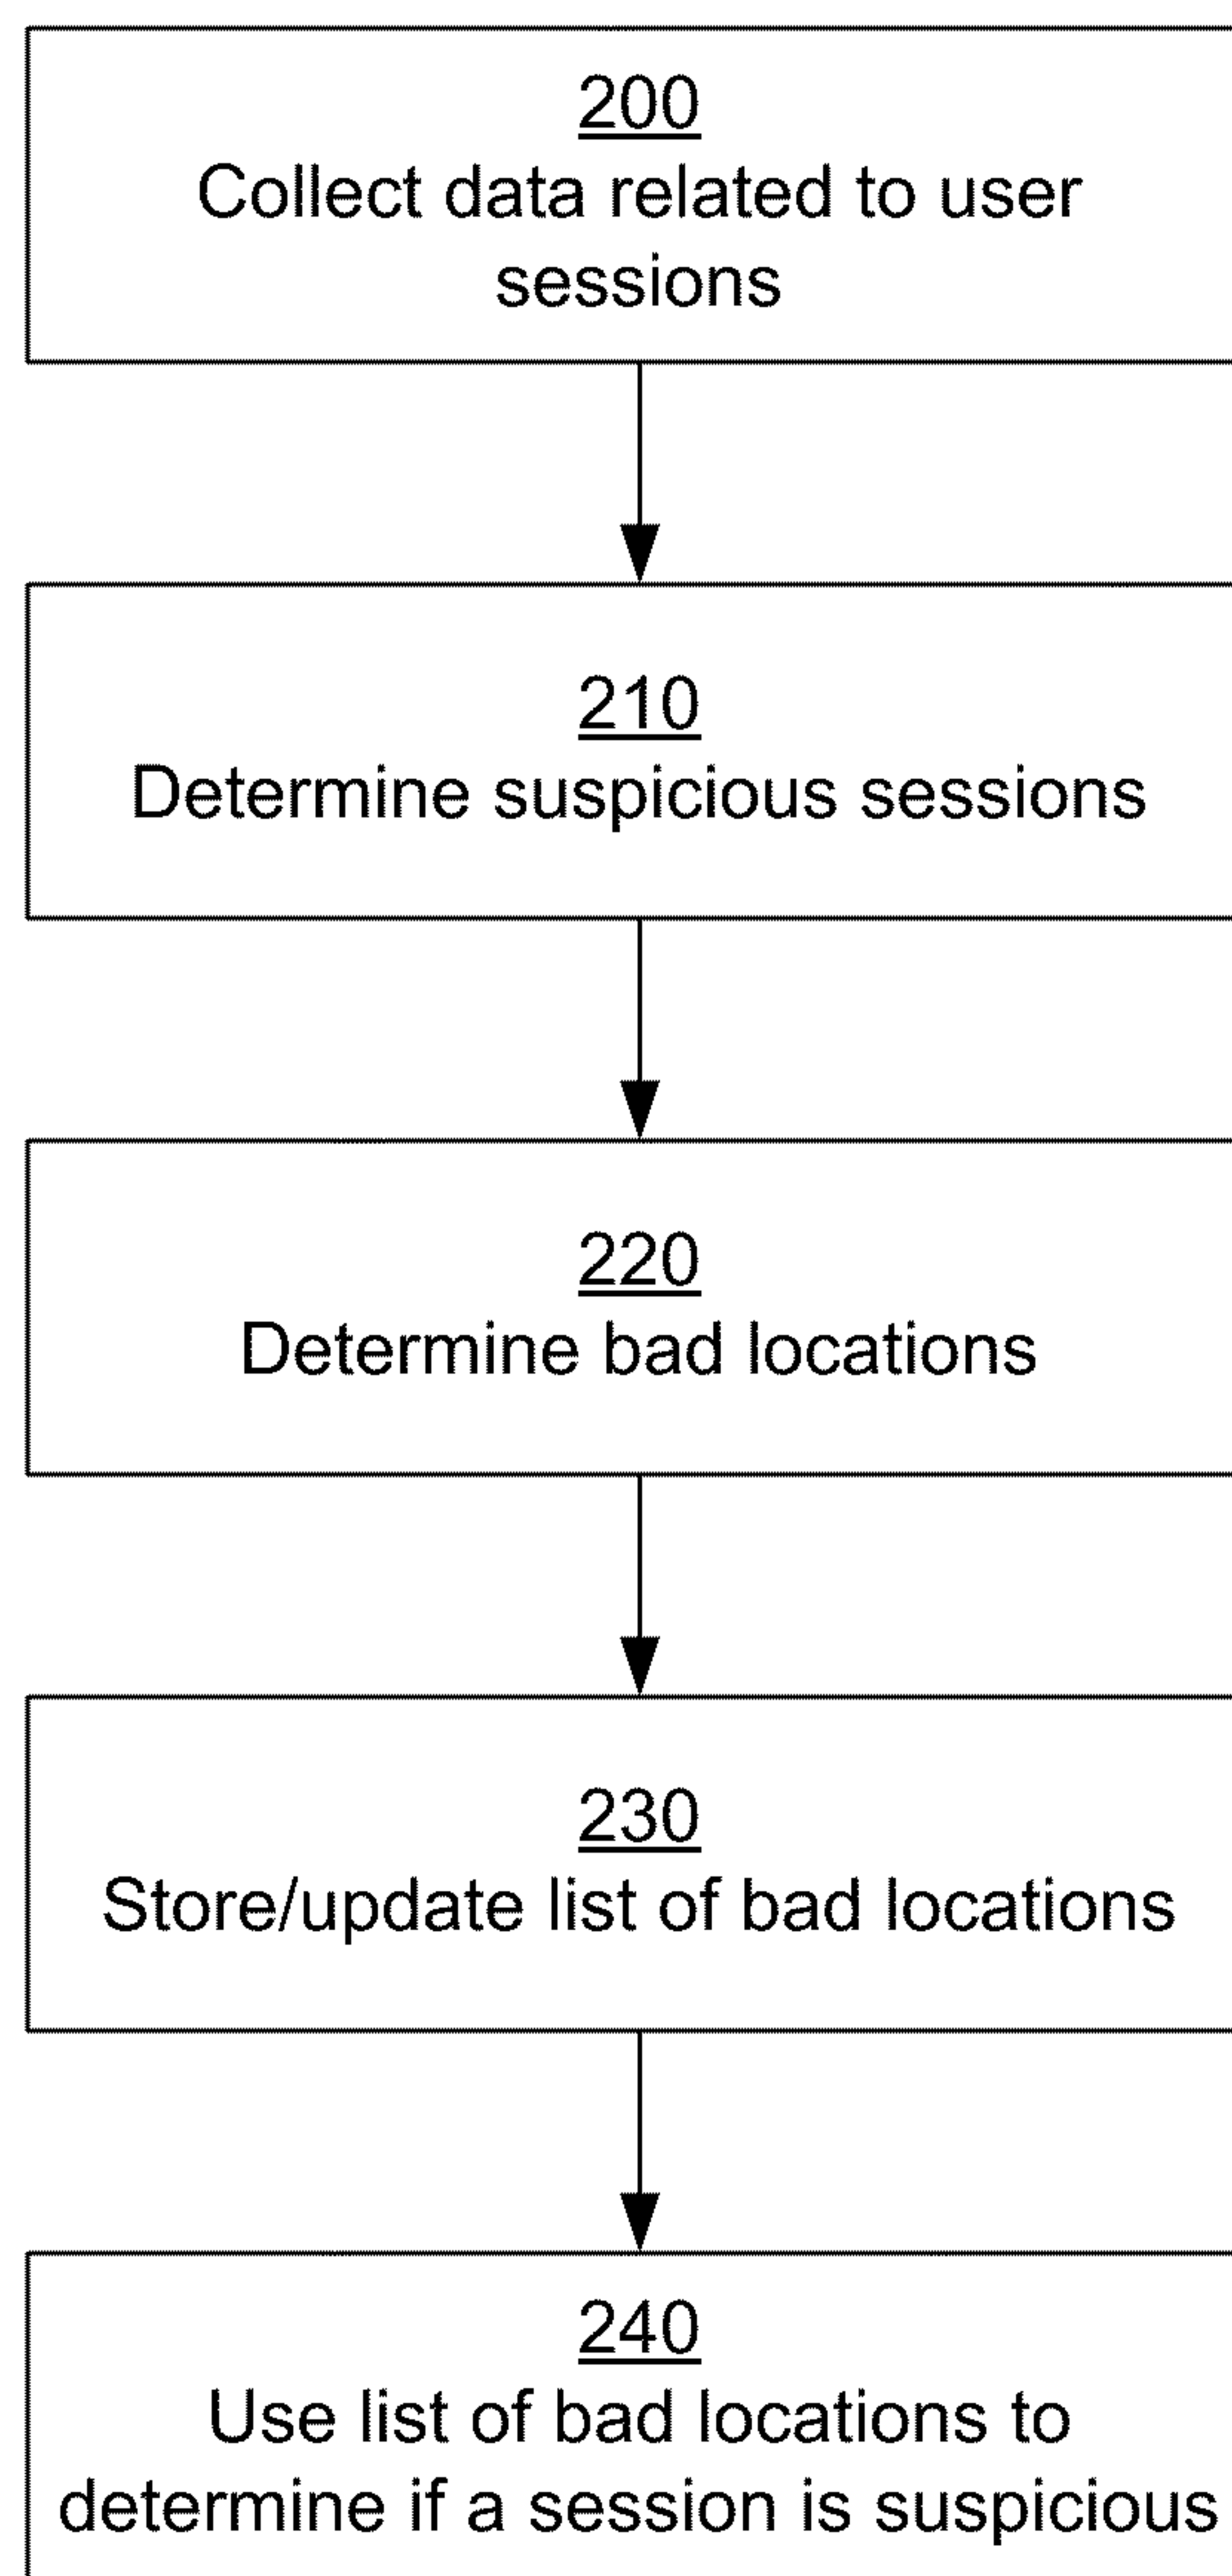 200
Collect data related to user
sessions
210
Determine suspicious sessions
220
Determine bad locations
230
Store/update list of bad locations
240
Use list of bad locations to
determine if a session is suspicious